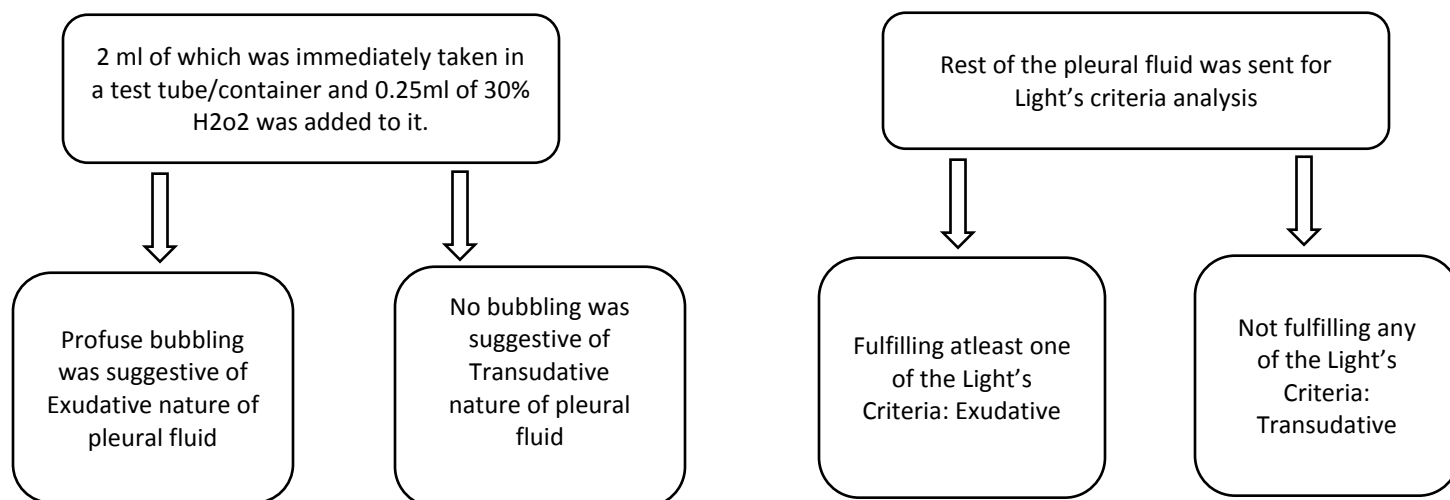 2 ml of which was immediately taken in
a test tube/container and 0.25ml of 30%
H2o2 was added to it.
Rest of the pleural fluid was sent for
Light’s criteria analysis
Profuse bubbling
was suggestive of
Exudative nature of
pleural fluid
No bubbling was
suggestive of
Transudative
nature of pleural
fluid
Fulfilling atleast one
of the Light’s
Criteria: Exudative
Not fulfilling any
of the Light’s
Criteria:
Transudative